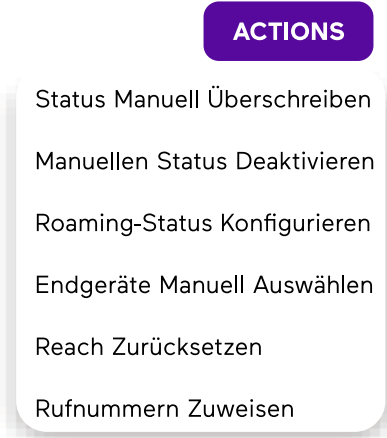 ACTIONS
Status Manuell Überschreiben
Manuellen Status Deaktivieren
Roaming-Status Konfigurieren
Endgeräte Manuell Auswählen
Reach Zurücksetzen
Rufnummern Zuweisen